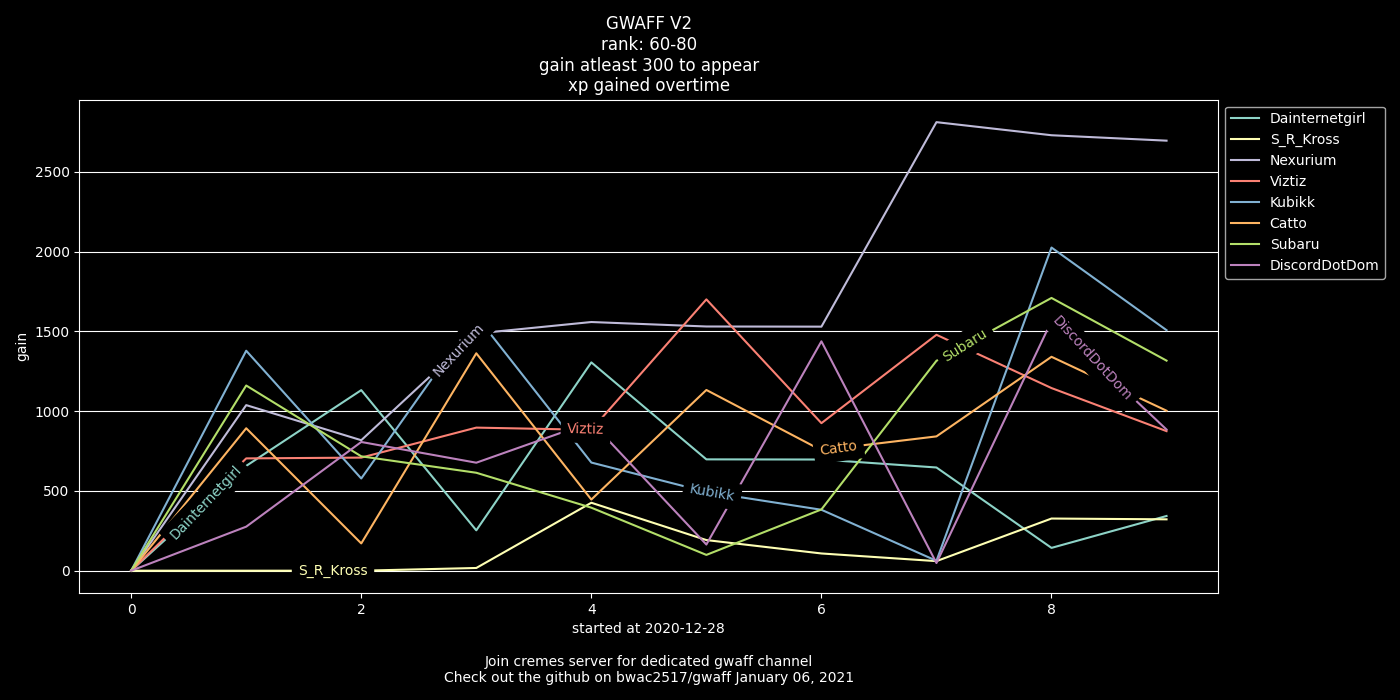 GWAFF V2
rank: 60-80
gain atleast 300 to appear
xp gained overtime
Dainternetgirl
S_R_Kross
Nexurium
Viztiz
Kubikk
Catto
Subaru
DiscordDotDom
gain
2500
2000
1500
1000
500
0
Dainternetgirl
S_R_Kross
Nexurium
Viztiz
Kubikk
Catto
Subaru
DiscordDotDom
0 2 4 6 8
started at 2020-12-28
Join cremes server for dedicated gwaff channel
Check out the github on bwac2517/gwaff January 06, 2021